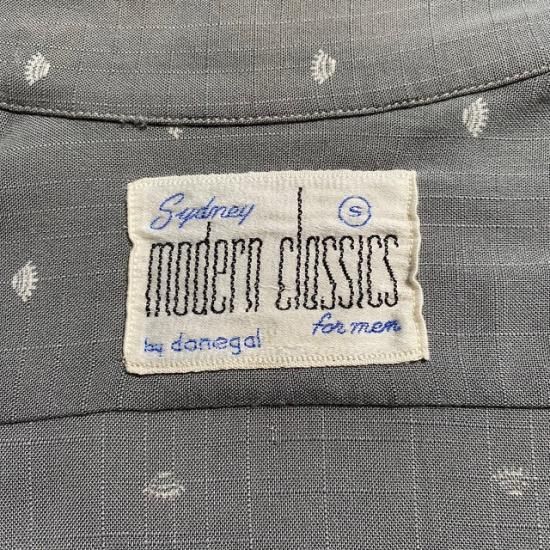 Sydney S
modern classics
by donegal for men